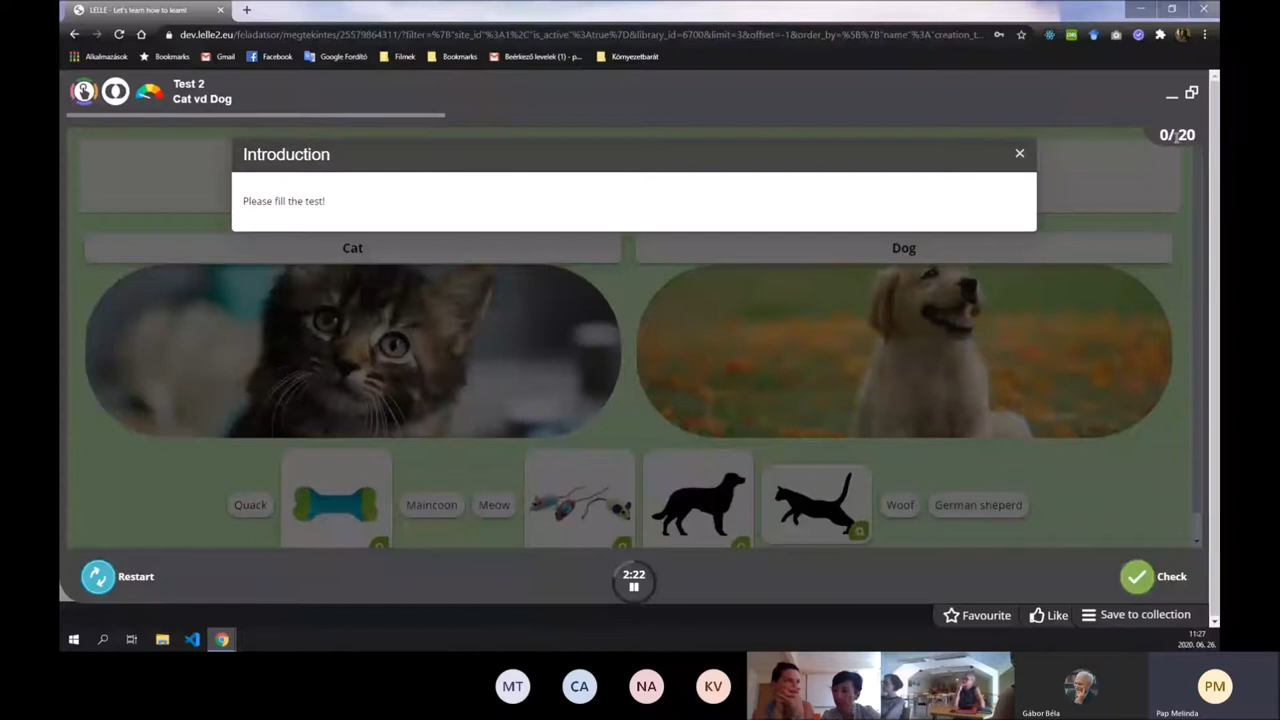 LELLE - Let's learn how to learn!
dev.lelle2.eu/feladatsor/megtekintes/25579864311/?filter=%7B"site_id"%3A1%2C"is_active"%3Atrue%7D&library_id=6700&limit=3&offset=-1&order_by=%5B%7B"name"%3A"creation_t...
Alkalmazások
Bookmarks
Gmail
Facebook
Google Fordító
Filmek
Bookmarks
Beérkező levelek (1) - p...
Környezetbarát
Test 2
Cat vd Dog
0/20
Introduction
Please fill the test!
Cat
Dog
Quack
Maincoon
Meow
Woof
German sheperd
Restart
2:22
Check
Favourite
Like
Save to collection
11:27
2020. 06. 26.
MT
CA
NA
KV
PM
Gábor Béla
Pap Melinda